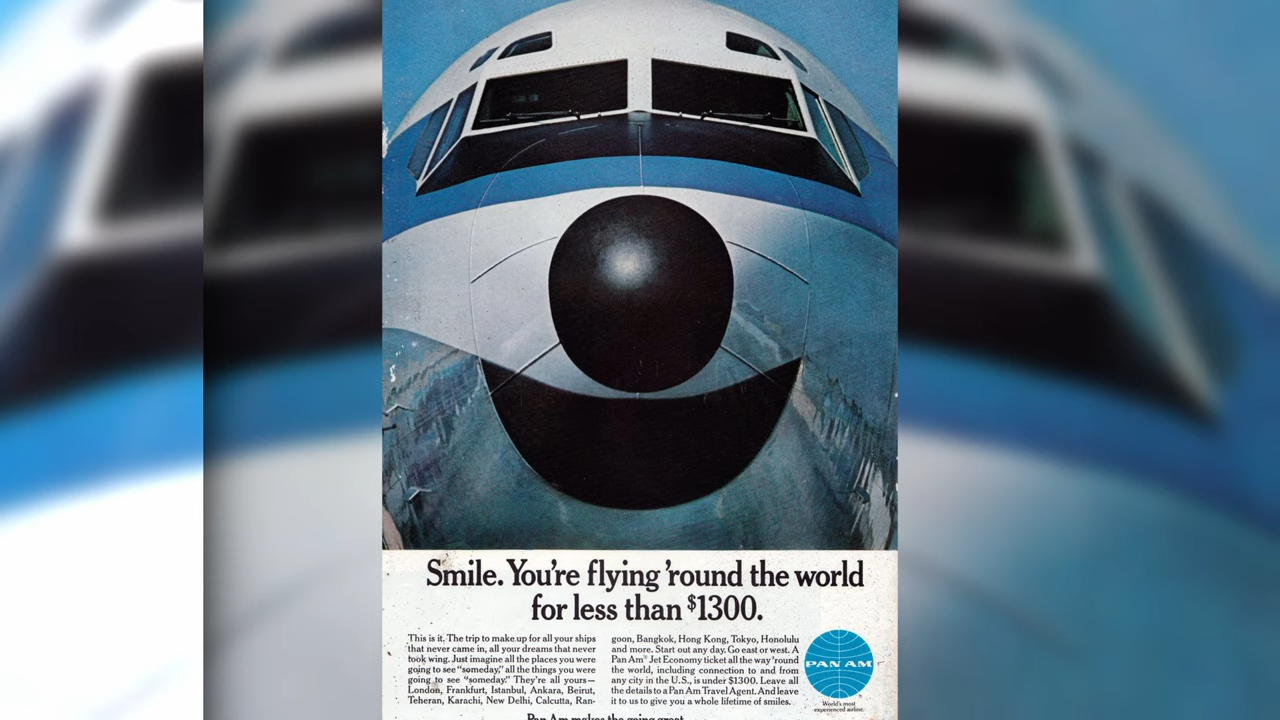 Smile. You're flying 'round the world
for less than $1300.
This is it. The trip to make up for all your ships
that never came in, all your dreams that never
took wing. Just imagine all the places you were
going to see “someday,” all the things you were
going to see “someday.” They're all yours—
London, Frankfurt, Istanbul, Ankara, Beirut,
Teheran, Karachi, New Delhi, Calcutta, Ran-
goon, Bangkok, Hong Kong, Tokyo, Honolulu
and more. Start out any day. Go east or west. A
Pan Am® Jet Economy ticket all the way 'round
the world, including connection to and from
any city in the U.S., is under $1300. Leave all
the details to a Pan Am Travel Agent. And leave
it to us to give you a whole lifetime of smiles.
PAN AM
World's most
experienced airline.
Pan Am makes the going great.